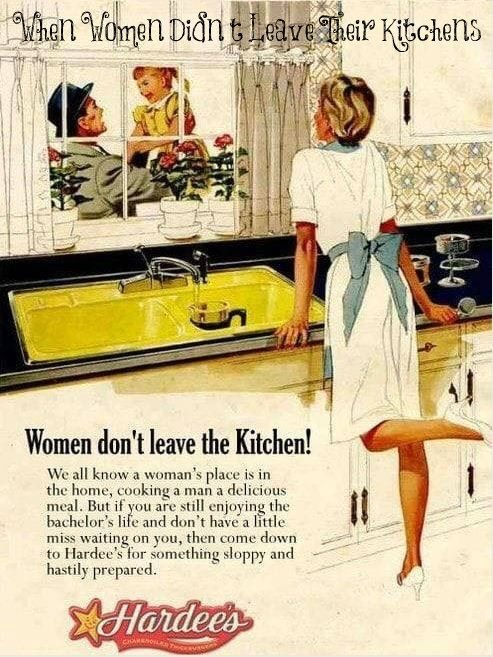 When Women Didn't Leave Their Kitchens
Women don't leave the Kitchen!
We all know a woman's place is in
the home, cooking a man a delicious
meal. But if you are still enjoying the
bachelor's life and don't have a little
miss waiting on you, then come down
to Hardee's for something sloppy and
hastily prepared.
Hardee's
CHARBROILED THICKBURGERS